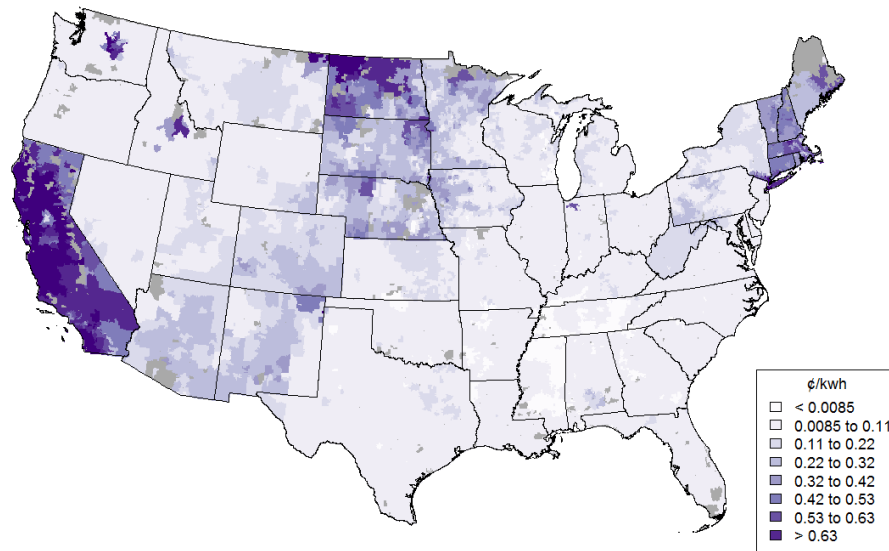 ¢/kwh
< 0.0085
0.0085 to 0.11
0.11 to 0.22
0.22 to 0.32
0.32 to 0.42
0.42 to 0.53
0.53 to 0.63
> 0.63